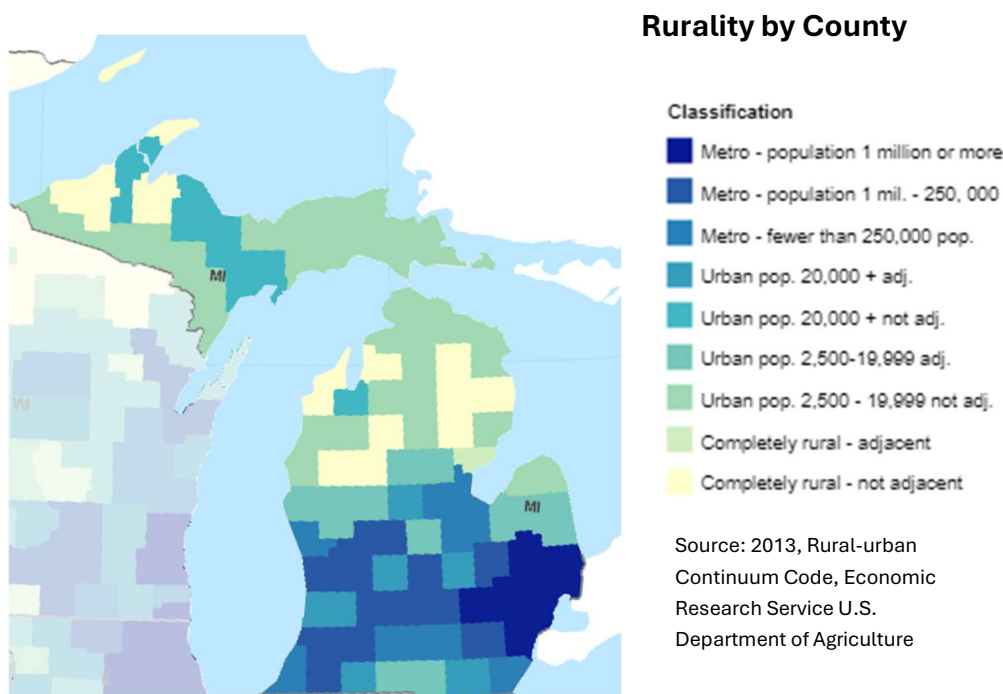 Rurality by County
Classification
Metro - population 1 million or more
Metro - population 1 mil. - 250, 000
Metro - fewer than 250,000 pop.
Urban pop. 20,000 + adj.
Urban pop. 20,000 + not adj.
Urban pop. 2,500-19,999 adj.
Urban pop. 2,500 - 19,999 not adj.
Completely rural - adjacent
Completely rural - not adjacent
MI
WI
MI
Source: 2013, Rural-urban
Continuum Code, Economic
Research Service U.S.
Department of Agriculture